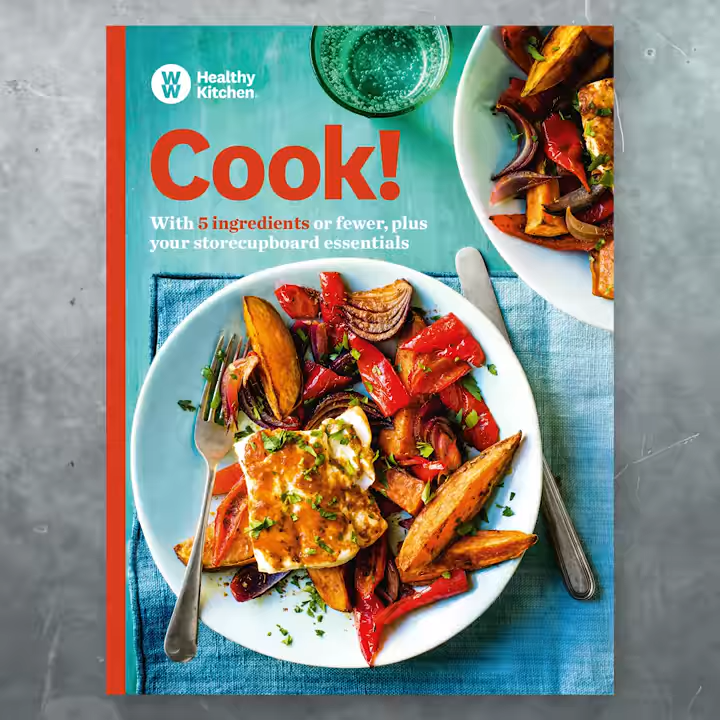 WW
Healthy
Kitchen®
Cook!
With 5 ingredients or fewer, plus
your storecupboard essentials